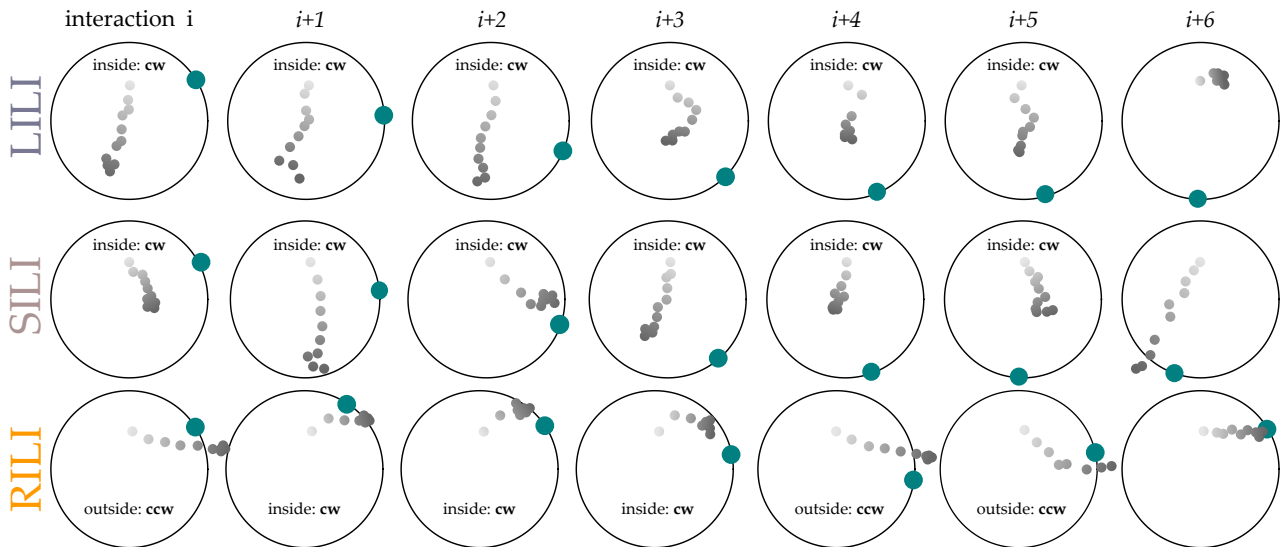 interaction i i+1 i+2 i+3 i+4 i+5 i+6
LILI
inside: cw inside: cw inside: cw inside: cw inside: cw inside: cw
SILI
inside: cw inside: cw inside: cw inside: cw inside: cw inside: cw
RILI
outside: ccw inside: cw inside: cw inside: cw outside: ccw outside: ccw